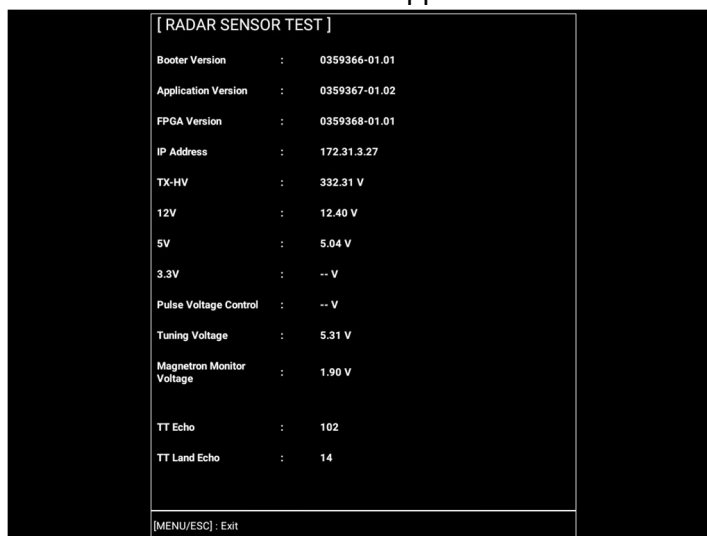 [ RADAR SENSOR TEST ]
Booter Version : 0359366-01.01
Application Version : 0359367-01.02
FPGA Version : 0359368-01.01
IP Address : 172.31.3.27
TX-HV : 332.31 V
12V : 12.40 V
5V : 5.04 V
3.3V : -- V
Pulse Voltage Control : -- V
Tuning Voltage : 5.31 V
Magnetron Monitor
Voltage : 1.90 V
TT Echo : 102
TT Land Echo : 14
[MENU/ESC] : Exit